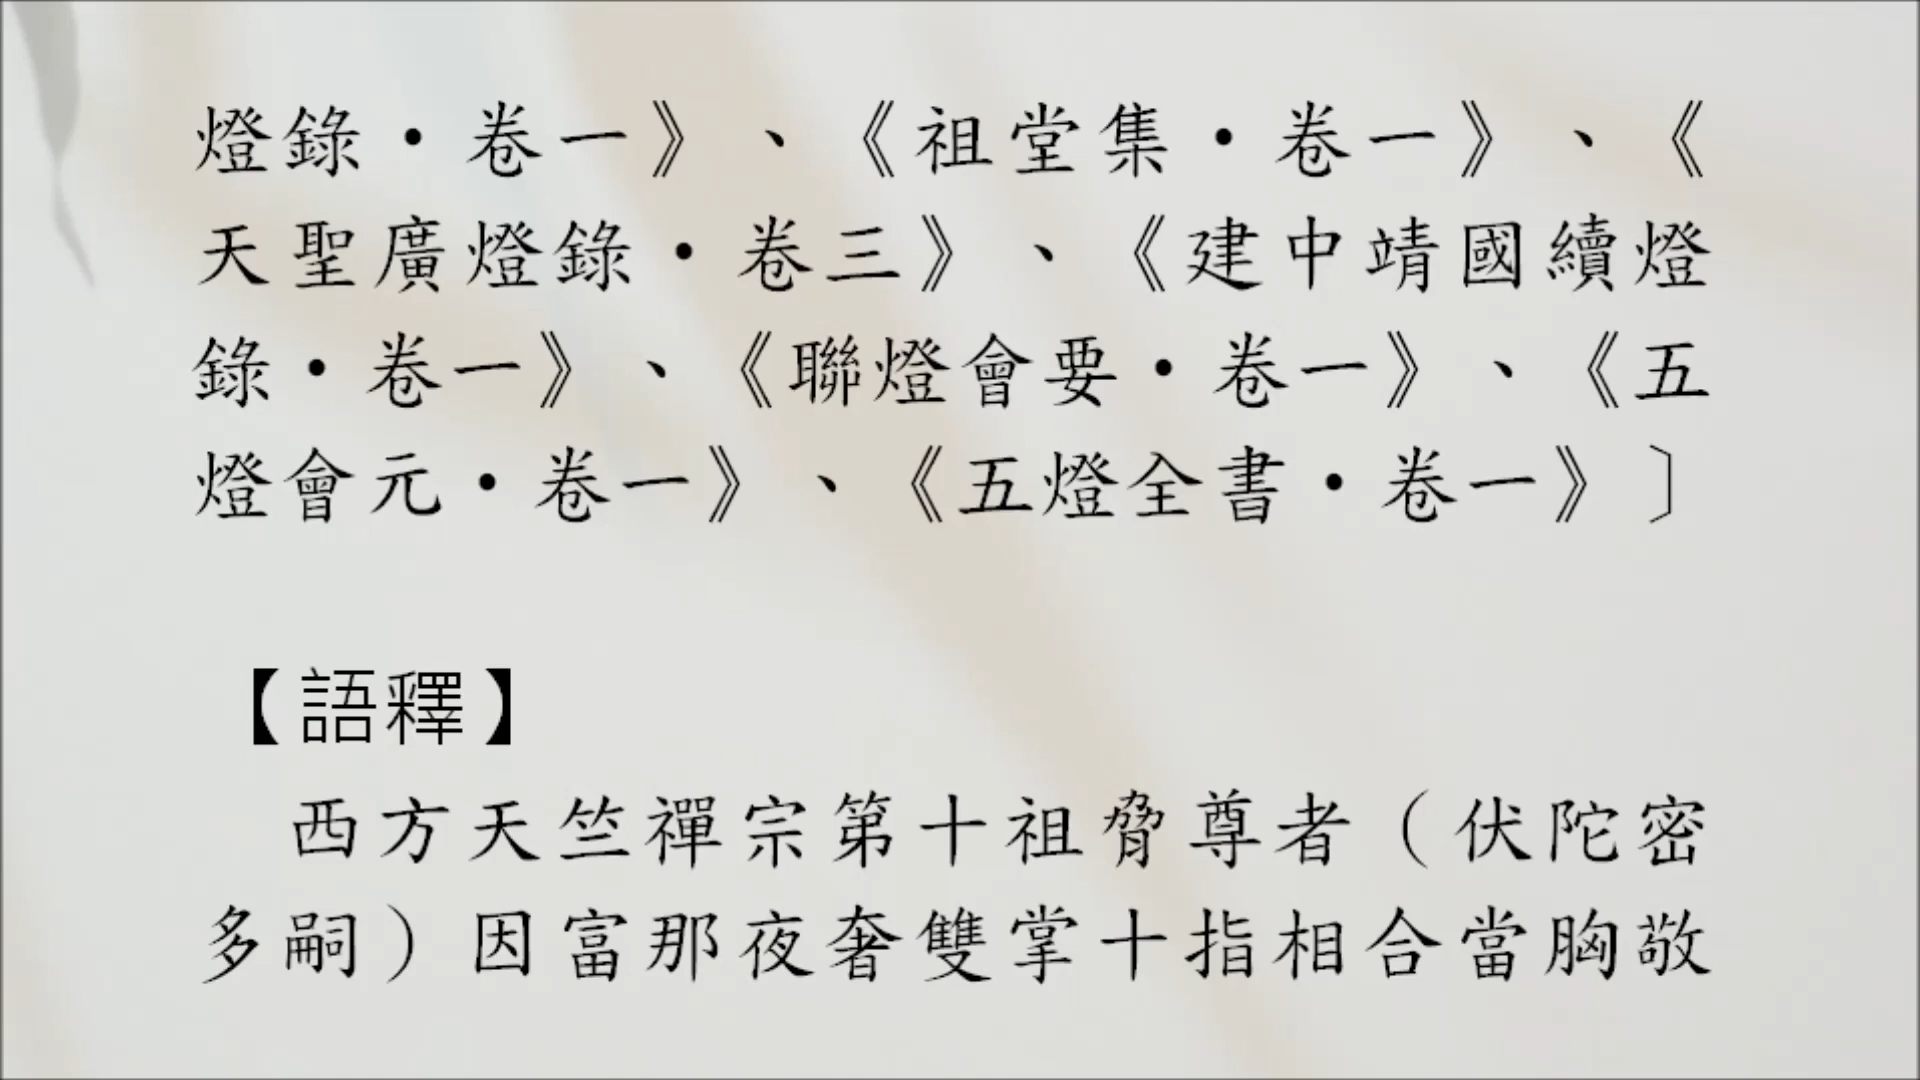 燈錄・卷一》、《祖堂集・卷一》、《
天聖廣燈錄・卷三》、《建中靖國續燈
錄・卷一》、《聯燈會要・卷一》、《五
燈會元・卷一》、《五燈全書・卷一》〕
【語釋】
西方天竺禪宗第十祖脅尊者（伏陀密
多嗣）因富那夜奢雙掌十指相合當胸敬